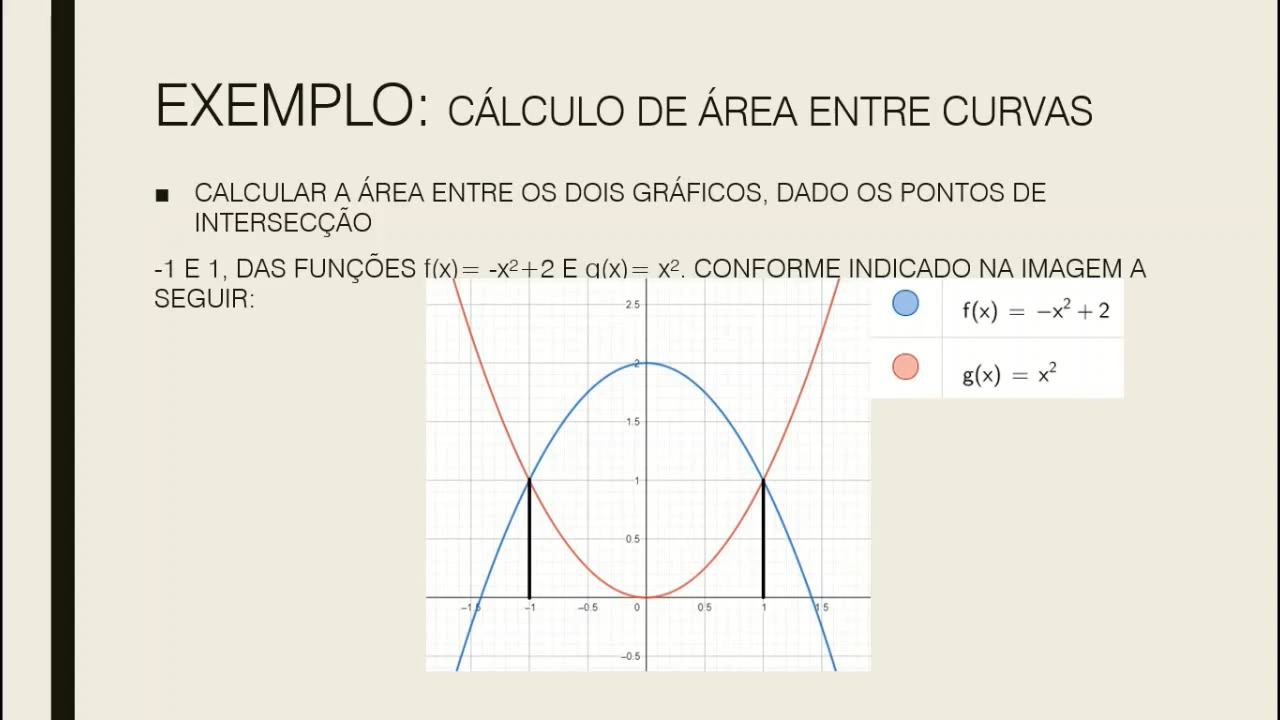 EXEMPLO: CÁLCULO DE ÁREA ENTRE CURVAS
■ CALCULAR A ÁREA ENTRE OS DOIS GRÁFICOS, DADO OS PONTOS DE
INTERSECÇÃO
-1 E 1, DAS FUNÇÕES f(x)= -x²+2 E g(x)= x². CONFORME INDICADO NA IMAGEM A
SEGUIR:
f(x) = −x² + 2
g(x) = x²
2.5
2
1.5
1
0.5
−1.5 −1 −0.5 0 0.5 1 1.5
−0.5